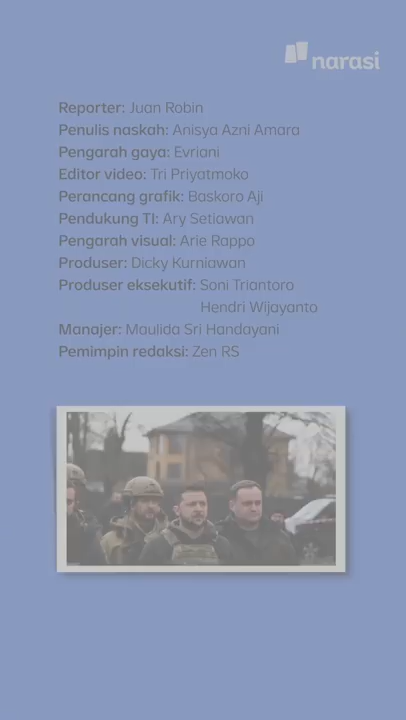 narasi
Reporter: Juan Robin
Penulis naskah: Anisya Azni Amara
Pengarah gaya: Evriani
Editor video: Tri Priyatmoko
Perancang grafik: Baskoro Aji
Pendukung TI: Ary Setiawan
Pengarah visual: Arie Rappo
Produser: Dicky Kurniawan
Produser eksekutif: Soni Triantoro
Hendri Wijayanto
Manajer: Maulida Sri Handayani
Pemimpin redaksi: Zen RS